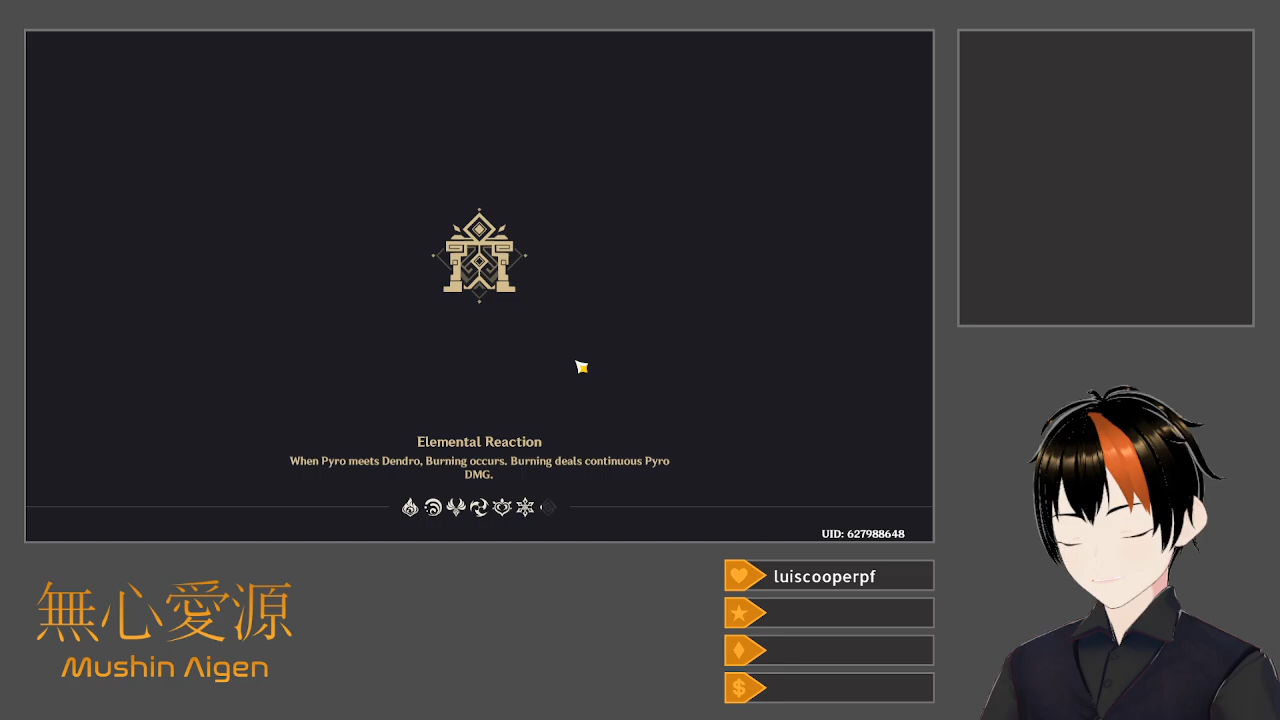 Elemental Reaction
When Pyro meets Dendro, Burning occurs. Burning deals continuous Pyro
DMG.
UID: 627988648
luiscooperpf
$
無心愛源
Mushin Aigen